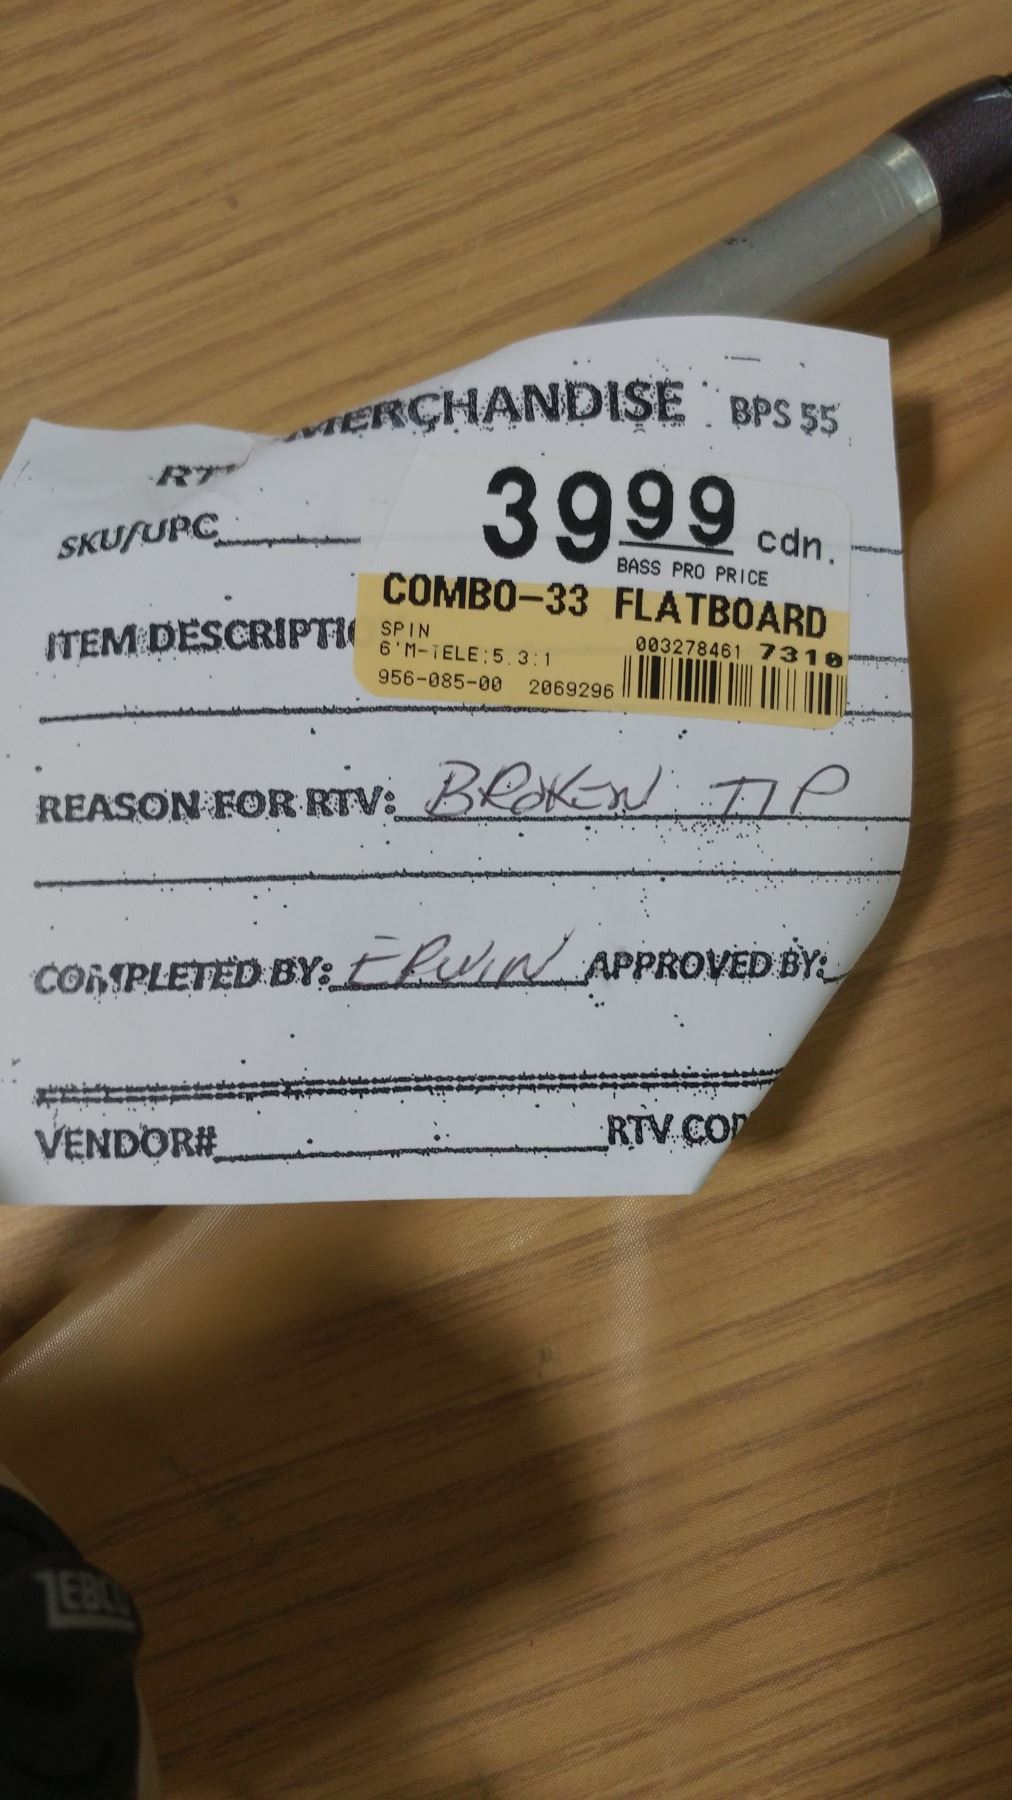 MERCHANDISE BPS 55
SKU/UPC
3999 cdn.
BASS PRO PRICE
COMBO-33 FLATBOARD
ITEM DESCRIPTI
SPIN
6'M-TELE;5.3:1
003278461 7310
956-085-00 2069296
REASON FOR RTV: BROKEN TIP
COMPLETED BY: ERWIN APPROVED BY:
VENDOR# RTV COD
ZEBCO